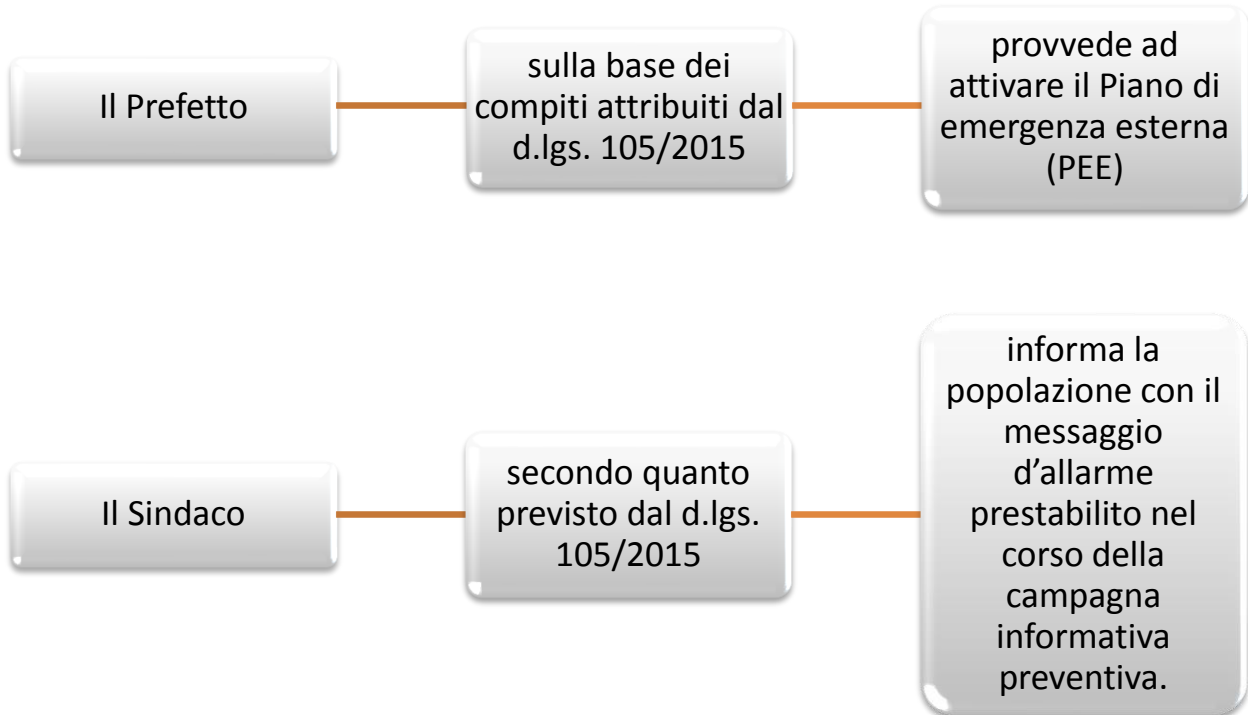 Il Prefetto
sulla base dei
compiti attribuiti dal
d.lgs. 105/2015
provvede ad
attivare il Piano di
emergenza esterna
(PEE)
Il Sindaco
secondo quanto
previsto dal d.lgs.
105/2015
informa la
popolazione con il
messaggio
d’allarme
prestabilito nel
corso della
campagna
informativa
preventiva.